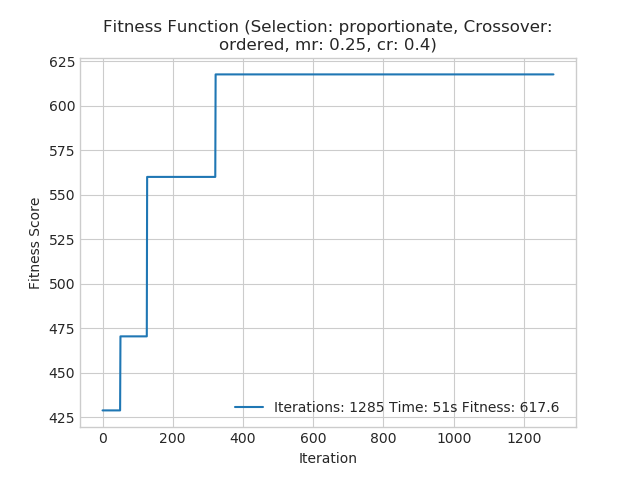 Fitness Function (Selection: proportionate, Crossover:
ordered, mr: 0.25, cr: 0.4)
625
600
575
550
525
500
475
450
425
Fitness Score
Iterations: 1285 Time: 51s Fitness: 617.6
0 200 400 600 800 1000 1200
Iteration